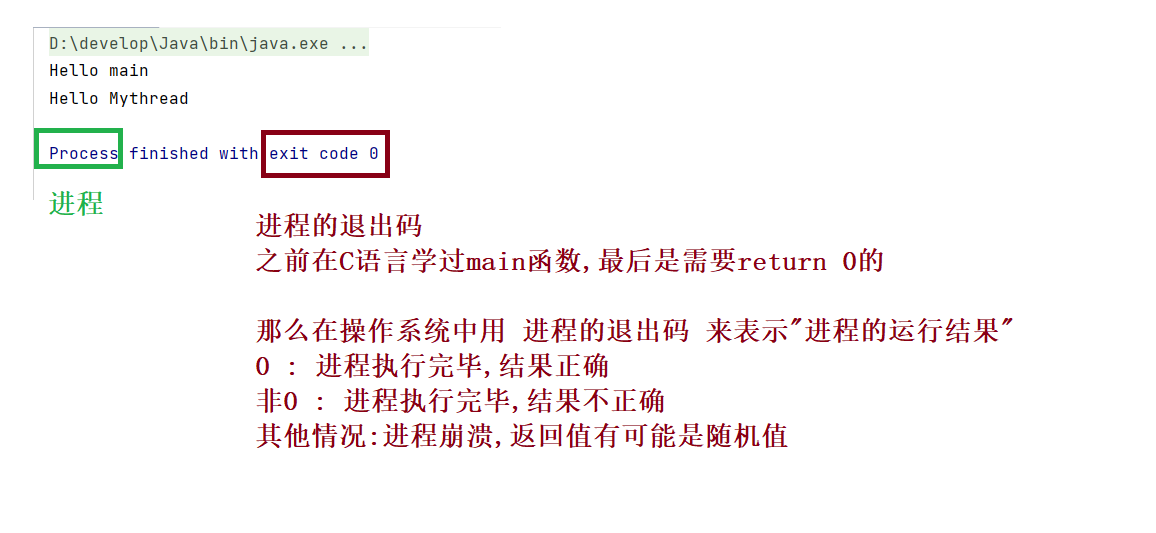 D:\develop\Java\bin\java.exe ...
Hello main
Hello Mythread
Process finished with exit code 0
进程
进程的退出码
之前在C语言学过main函数,最后是需要return 0的
那么在操作系统中用 进程的退出码 来表示"进程的运行结果"
0 : 进程执行完毕,结果正确
非0 : 进程执行完毕,结果不正确
其他情况:进程崩溃,返回值有可能是随机值